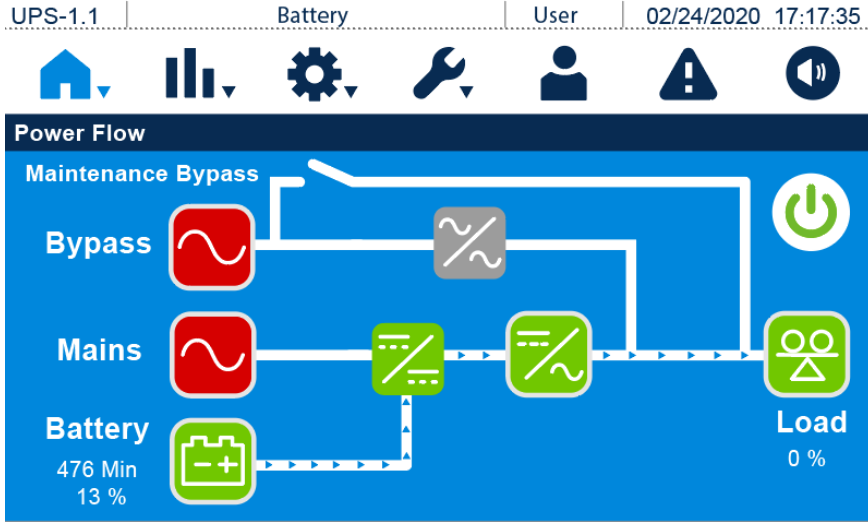 UPS-1.1 Battery User 02/24/2020 17:17:35
Power Flow
Maintenance Bypass
Bypass
Mains
Battery
476 Min
13 %
Load
0 %